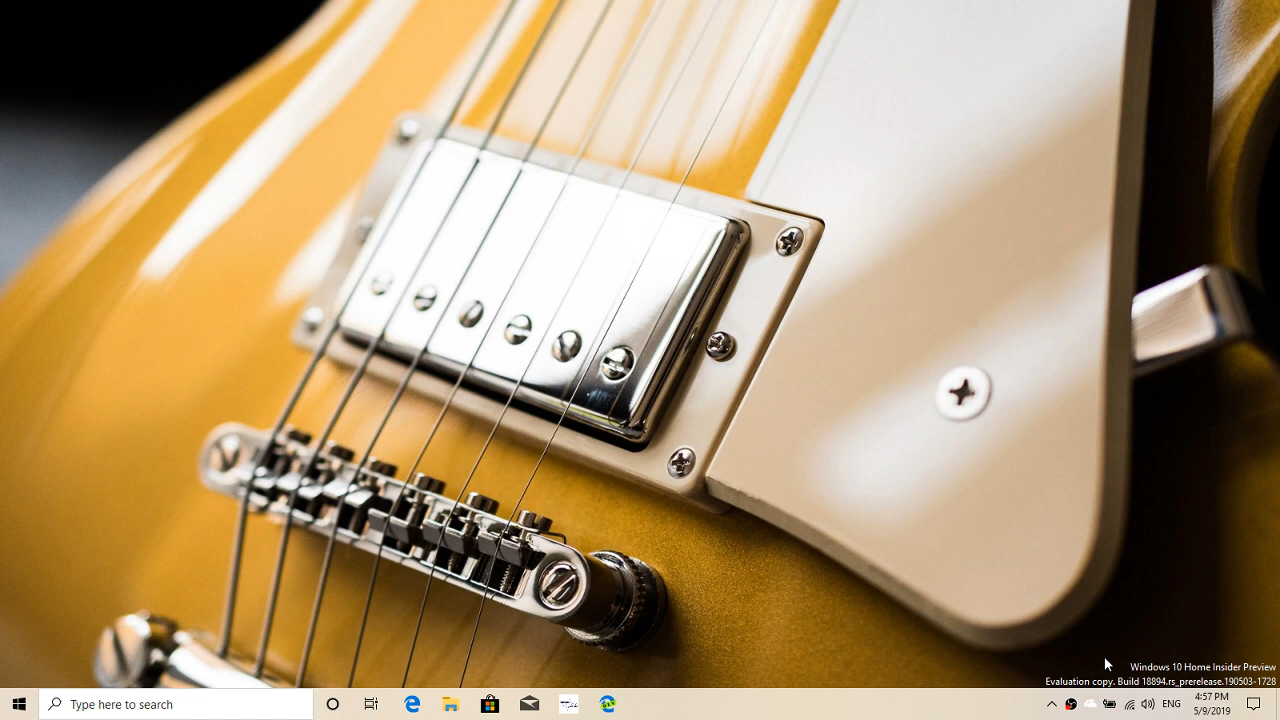 Windows 10 Home Insider Preview
Evaluation copy. Build 18894.rs_prerelease.190503-1728
Type here to search
ENG
4:57 PM
5/9/2019